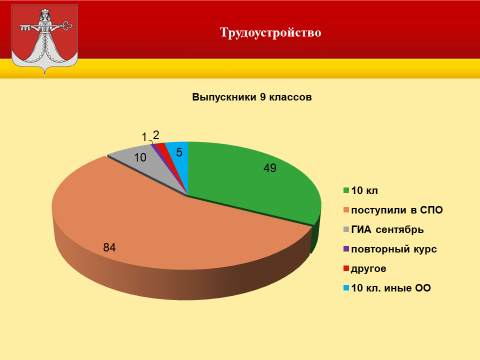 Трудоустройство
Выпускники 9 классов
1
2
5
10
49
84
10 кл
поступили в СПО
ГИА сентябрь
повторный курс
другое
10 кл. иные ОО